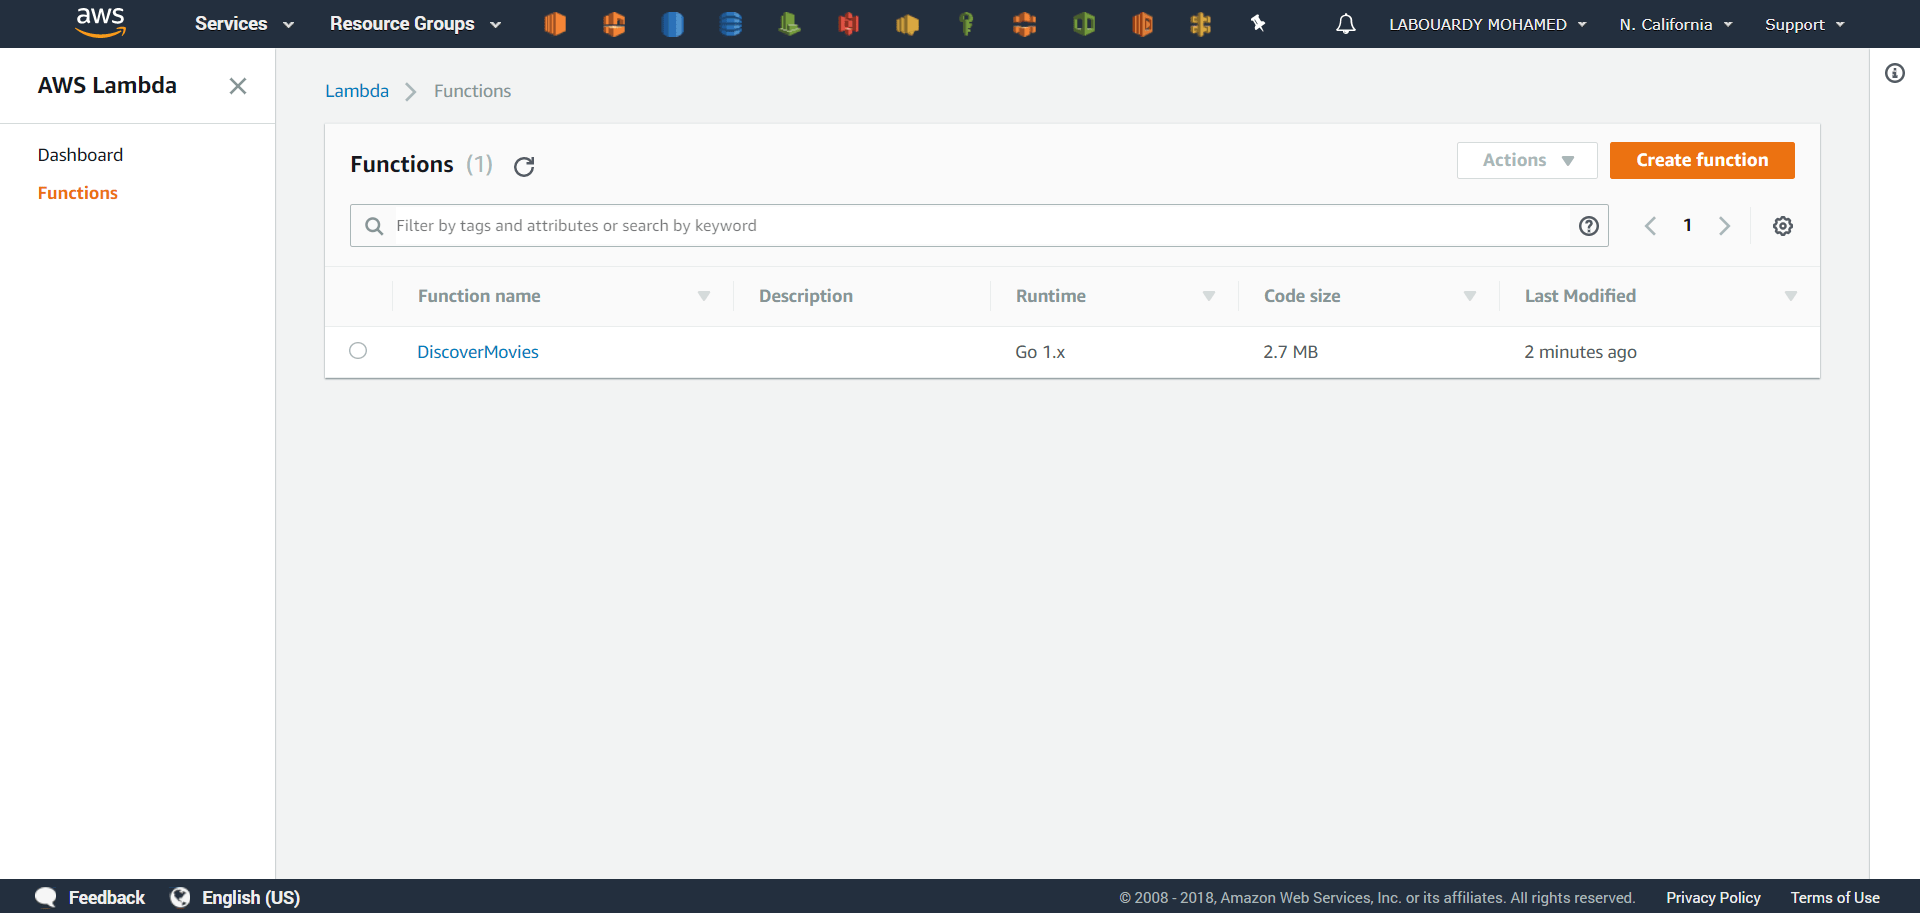 aws Services Resource Groups LABOUARDY MOHAMED N. California Support
AWS Lambda
Dashboard
Functions
Lambda Functions
Functions (1) Actions Create function
Filter by tags and attributes or search by keyword 1
Function name Description Runtime Code size Last Modified
DiscoverMovies Go 1.x 2.7 MB 2 minutes ago
Feedback English (US) © 2008 - 2018, Amazon Web Services, Inc. or its affiliates. All rights reserved. Privacy Policy Terms of Use